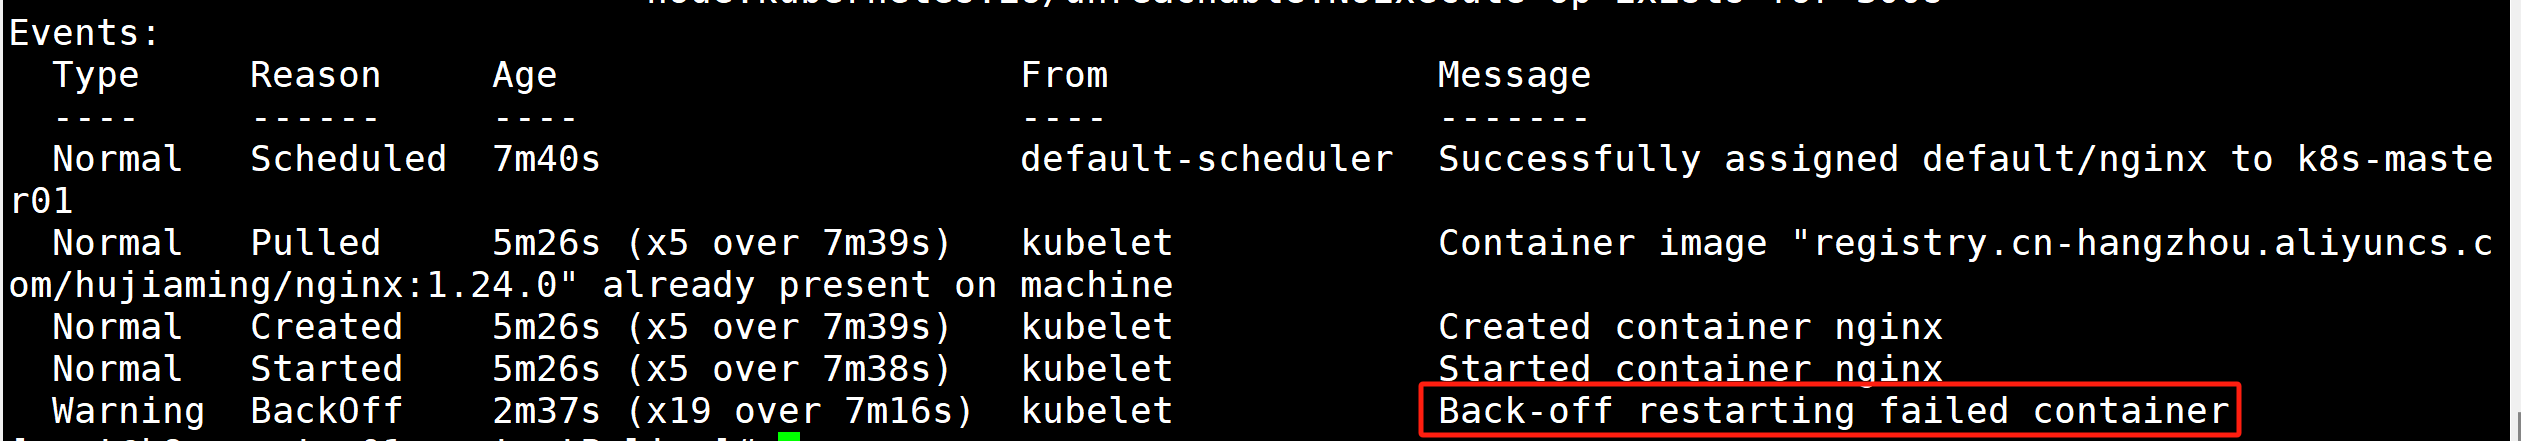 Events:
Type Reason Age From Message
---- ------ ---- ---- -------
Normal Scheduled 7m40s default-scheduler Successfully assigned default/nginx to k8s-maste
r01
Normal Pulled 5m26s (x5 over 7m39s) kubelet Container image "registry.cn-hangzhou.aliyuncs.c
om/hujiaming/nginx:1.24.0" already present on machine
Normal Created 5m26s (x5 over 7m39s) kubelet Created container nginx
Normal Started 5m26s (x5 over 7m38s) kubelet Started container nginx
Warning BackOff 2m37s (x19 over 7m16s) kubelet Back-off restarting failed container